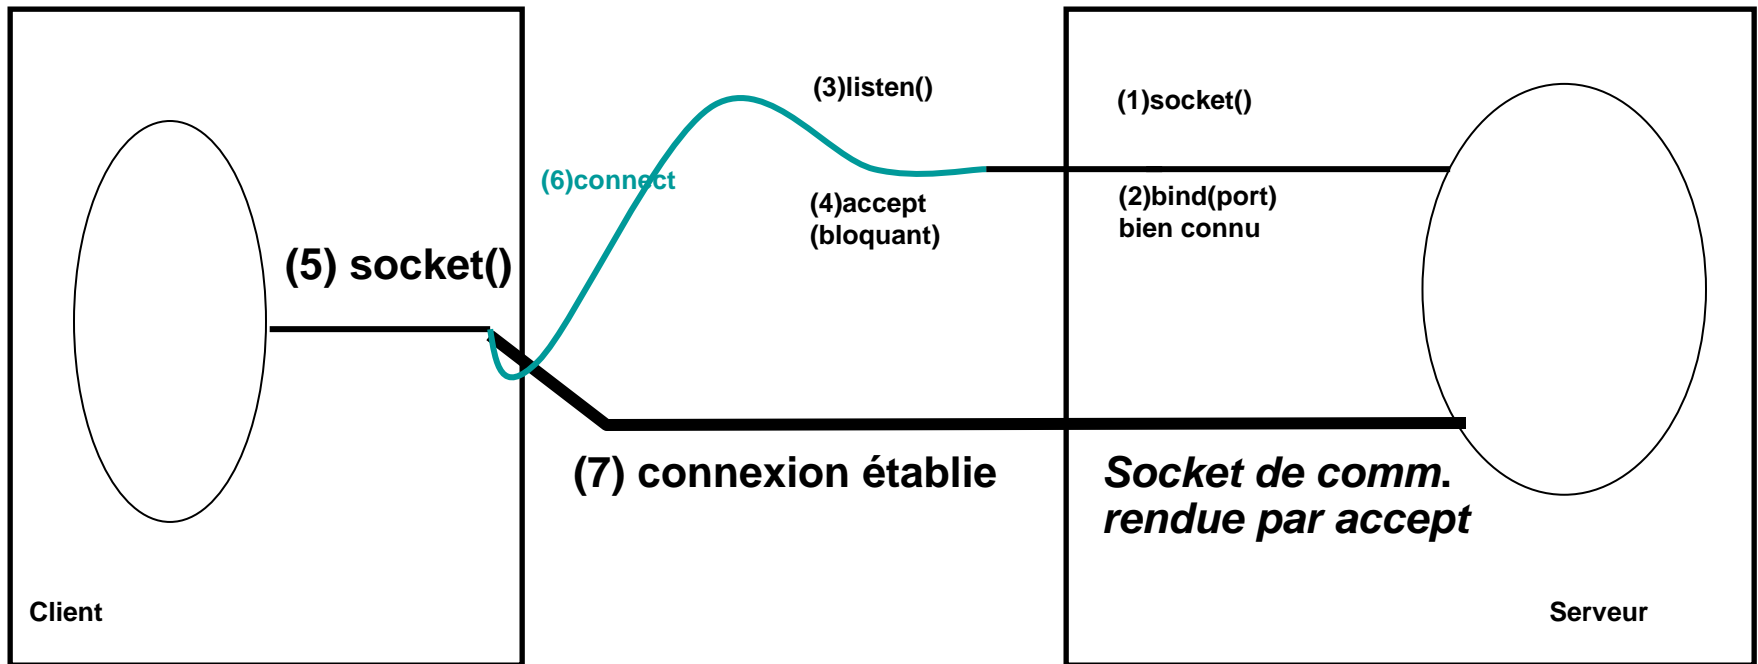 (3)listen()
(1)socket()
(6)connect
(4)accept
(bloquant)
(2)bind(port)
bien connu
(5) socket()
(7) connexion établie
Socket de comm.
rendue par accept
Client
Serveur